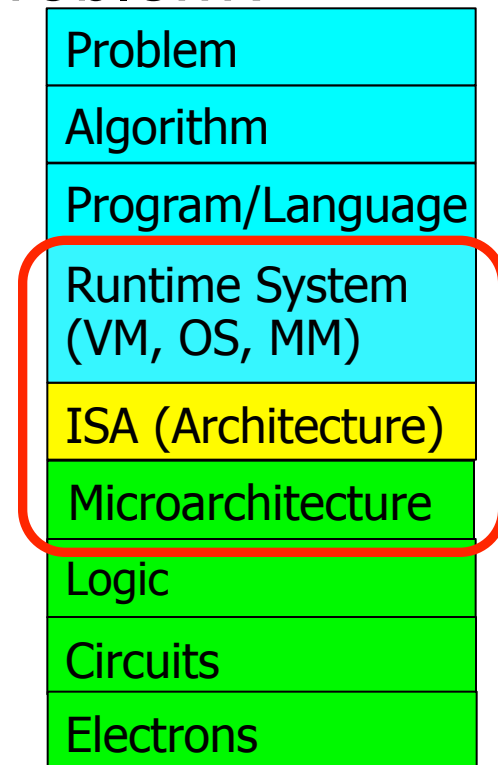 Problem
Algorithm
Program/Language
Runtime System
(VM, OS, MM)
ISA (Architecture)
Microarchitecture
Logic
Circuits
Electrons